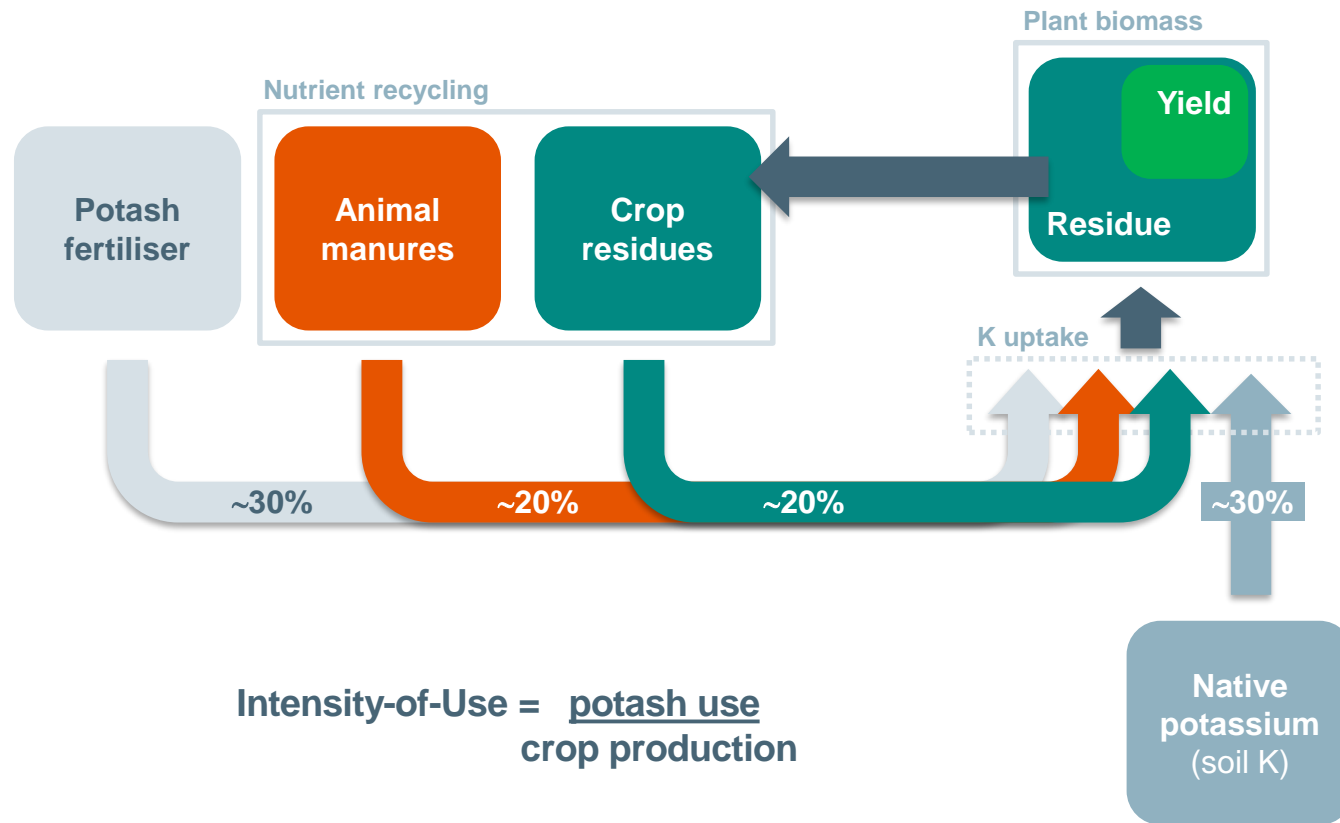 Plant biomass
Nutrient recycling
Yield
Potash
fertiliser
Animal
manures
Crop
residues
Residue
K uptake
~30%
~20%
~20%
~30%
Intensity-of-Use = potash use
crop production
Native
potassium
(soil K)